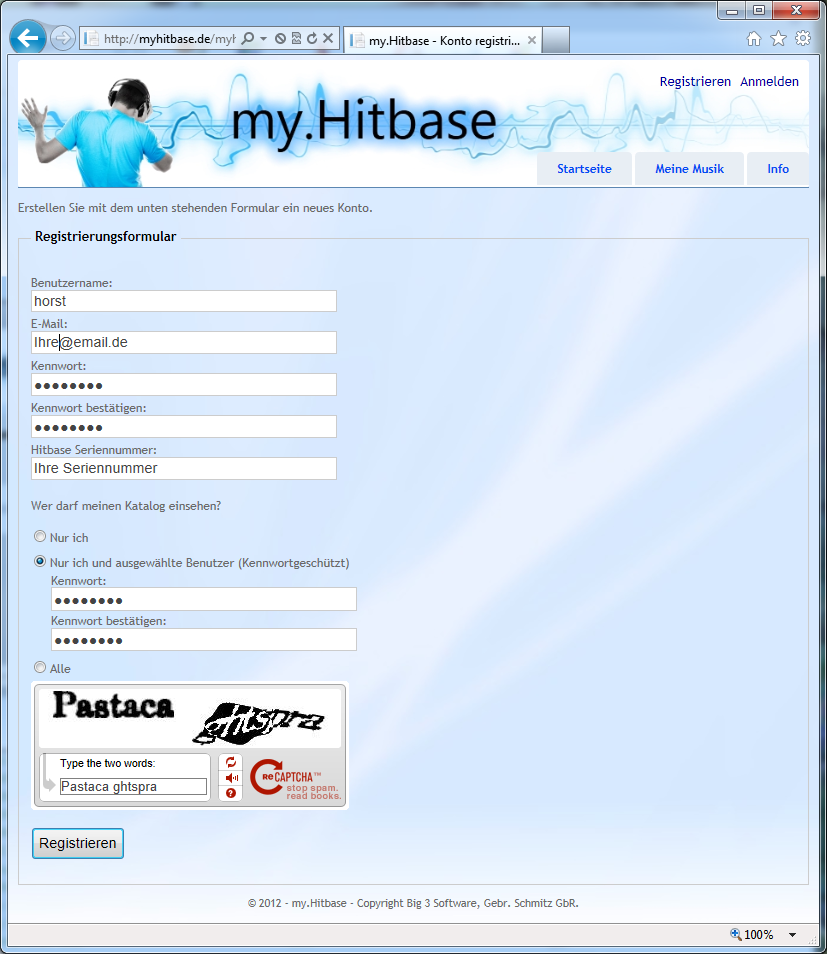 http://myhitbase.de/myh
my.Hitbase - Konto registri...
Registrieren Anmelden
my.Hitbase
Startseite Meine Musik Info
Erstellen Sie mit dem unten stehenden Formular ein neues Konto.
Registrierungsformular
Benutzername:
horst
E-Mail:
Ihre@email.de
Kennwort:
●●●●●●●●
Kennwort bestätigen:
●●●●●●●●
Hitbase Seriennummer:
Ihre Seriennummer
Wer darf meinen Katalog einsehen?
Nur ich
Nur ich und ausgewählte Benutzer (Kennwortgeschützt)
Kennwort:
●●●●●●●●
Kennwort bestätigen:
●●●●●●●●
Alle
Pastaca ghtspra
Type the two words:
Pastaca ghtspra
reCAPTCHA™
stop spam.
read books.
Registrieren
© 2012 - my.Hitbase - Copyright Big 3 Software, Gebr. Schmitz GbR.
100%